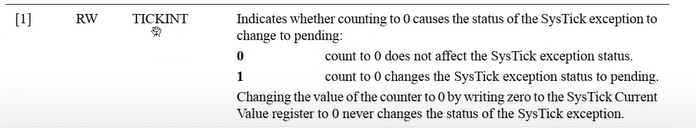 [1] RW TICKINT Indicates whether counting to 0 causes the status of the SysTick exception to
change to pending:
0 count to 0 does not affect the SysTick exception status.
1 count to 0 changes the SysTick exception status to pending.
Changing the value of the counter to 0 by writing zero to the SysTick Current
Value register to 0 never changes the status of the SysTick exception.